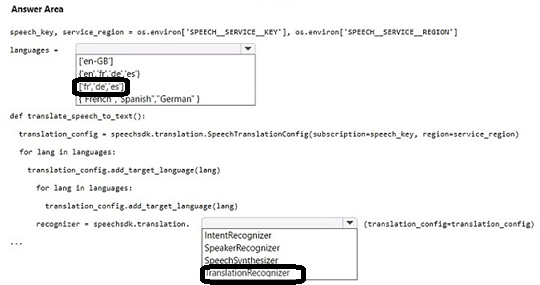 Answer Area
speech_key, service_region = os.environ['SPEECH__SERVICE__KEY'], os.environ['SPEECH__SERVICE__REGION']
languages =
['en-GB']
{'en','fr','de','es'}
['fr','de','es']
{"French", "Spanish","German" }
def translate_speech_to_text():
translation_config = speechsdk.translation.SpeechTranslationConfig(subscription=speech_key, region=service_region)
for lang in languages:
translation_config.add_target_language(lang)
for lang in languages:
translation_config.add_target_language(lang)
recognizer = speechsdk.translation. (translation_config=translation_config)
...
IntentRecognizer
SpeakerRecognizer
SpeechSynthesizer
TranslationRecognizer